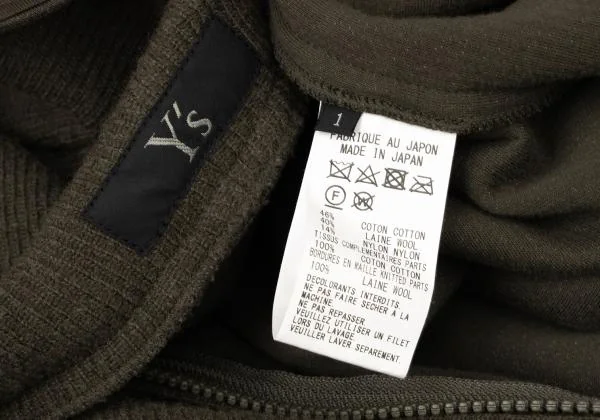 Y's
1
FABRIQUE AU JAPON
MADE IN JAPAN
F
W
46% COTON COTTON
40% LAINE WOOL
14% NYLON NYLON
TISSUS COMPLEMENTAIRES PARTS
100% COTON COTTON
BORDURES EN MAILLE KNITTED PARTS
100% LAINE WOOL
DECOLORANTS INTERDITS
NE PAS FAIRE SECHER A LA
MACHINE
NE PAS REPASSER
VEUILLEZ UTILISER UN FILET
LORS DU LAVAGE
VEUILLER LAVER SEPAREMENT